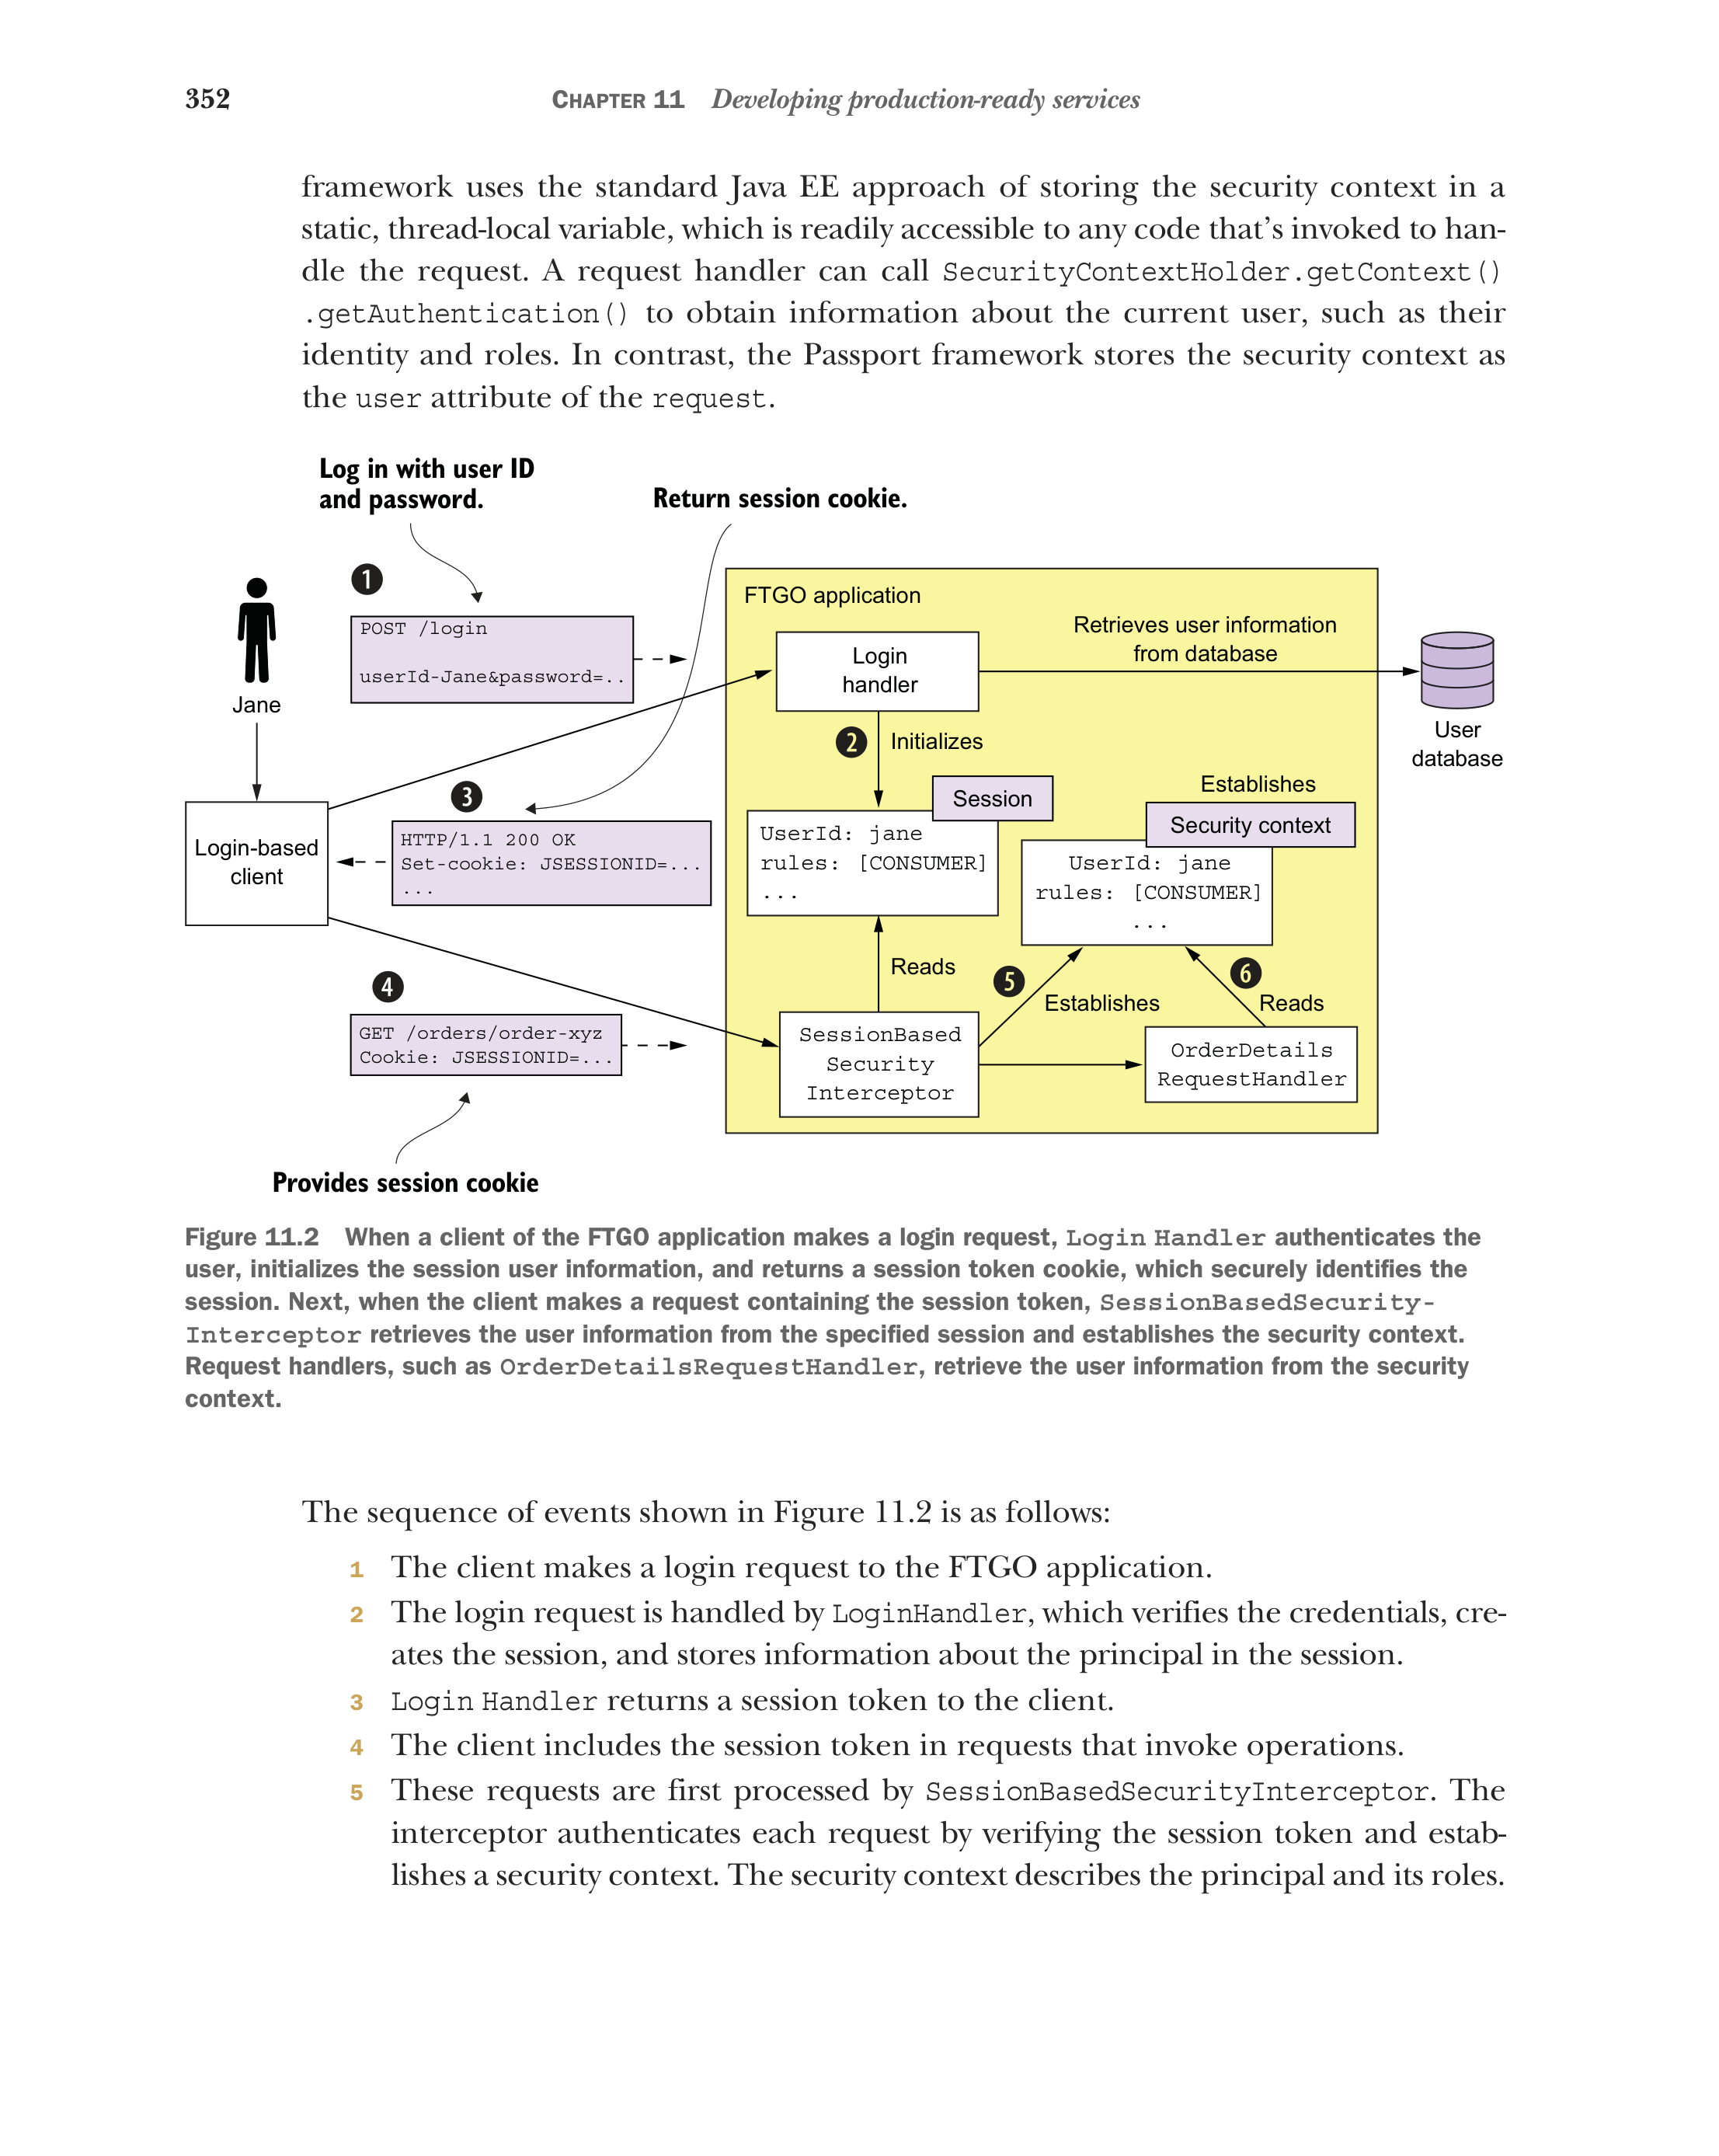 352
CHAPTER 11 Developing production-ready services
framework uses the standard Java EE approach of storing the security context in a
static, thread-local variable, which is readily accessible to any code that's invoked to han-
dle the request. A request handler can call SecurityContextHolder.getContext()
.getAuthentication() to obtain information about the current user, such as their
identity and roles. In contrast, the Passport framework stores the security context as
the user attribute of the request.
Log in with user ID
and password.
Return session cookie.
1
POST /login
userId-Jane&password=..
Jane
FTGO application
Login
handler
Retrieves user information
from database
User
database
2
Initializes
3
HTTP/1.1 200 OK
Set-cookie: JSESSIONID=...
...
Login-based
client
Session
UserId: jane
rules: [CONSUMER]
...
Establishes
Security context
UserId: jane
rules: [CONSUMER]
...
Reads
5
Establishes
6
Reads
4
GET /orders/order-xyz
Cookie: JSESSIONID=...
SessionBased
Security
Interceptor
OrderDetails
RequestHandler
Provides session cookie
Figure 11.2 When a client of the FTGO application makes a login request, Login Handler authenticates the
user, initializes the session user information, and returns a session token cookie, which securely identifies the
session. Next, when the client makes a request containing the session token, SessionBasedSecurity-
Interceptor retrieves the user information from the specified session and establishes the security context.
Request handlers, such as OrderDetailsRequestHandler, retrieve the user information from the security
context.
The sequence of events shown in Figure 11.2 is as follows:
1 The client makes a login request to the FTGO application.
2 The login request is handled by LoginHandler, which verifies the credentials, cre-
ates the session, and stores information about the principal in the session.
3 Login Handler returns a session token to the client.
4 The client includes the session token in requests that invoke operations.
5 These requests are first processed by SessionBasedSecurityInterceptor. The
interceptor authenticates each request by verifying the session token and estab-
lishes a security context. The security context describes the principal and its roles.